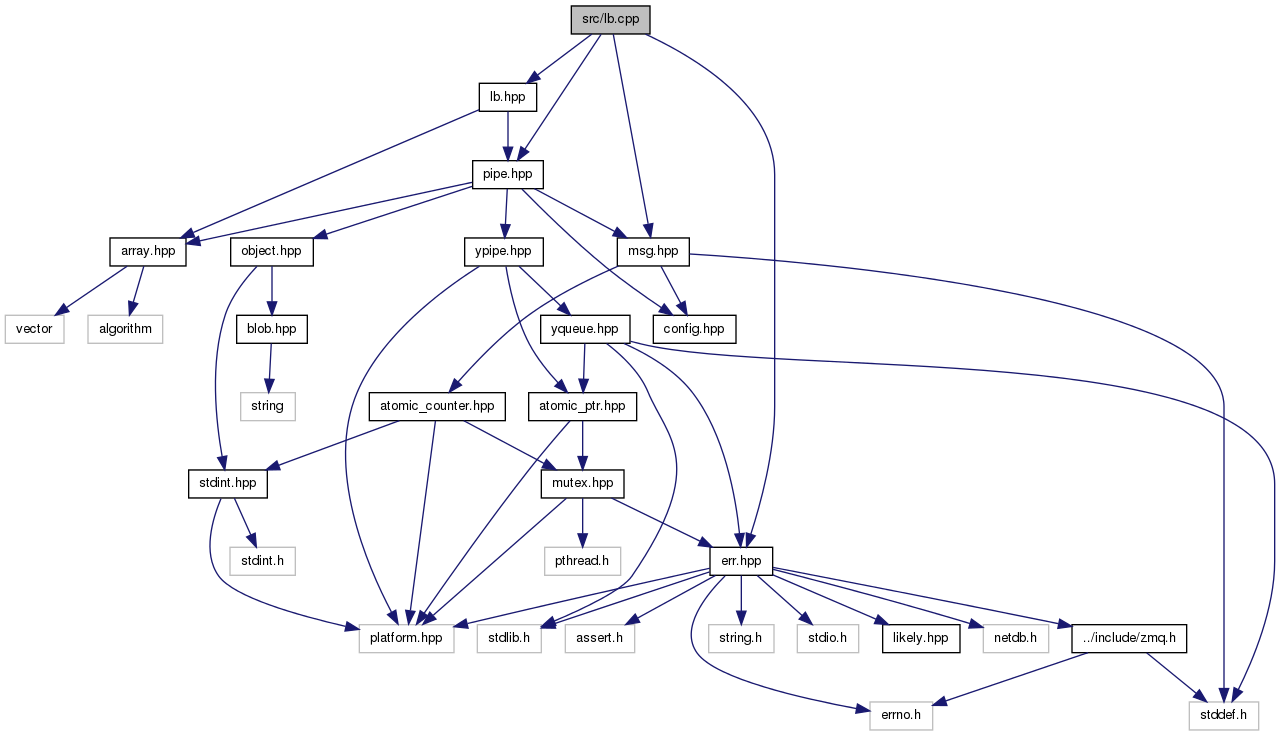 src/lb.cpp
lb.hpp
pipe.hpp
array.hpp
object.hpp
ypipe.hpp
msg.hpp
vector
algorithm
blob.hpp
yqueue.hpp
config.hpp
string
atomic_counter.hpp
atomic_ptr.hpp
stdint.hpp
mutex.hpp
stdint.h
pthread.h
err.hpp
platform.hpp
stdlib.h
assert.h
string.h
stdio.h
likely.hpp
netdb.h
../include/zmq.h
errno.h
stddef.h